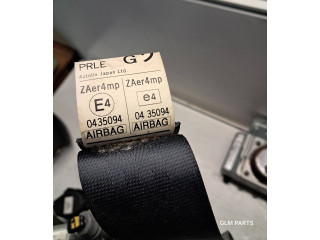 PRLE G
Autoliv Japan Ltd.
ZAer4mp ZAer4mp
E4 e4
0435094 04 35094
AIRBAG AIRBAG
GLM PARTS